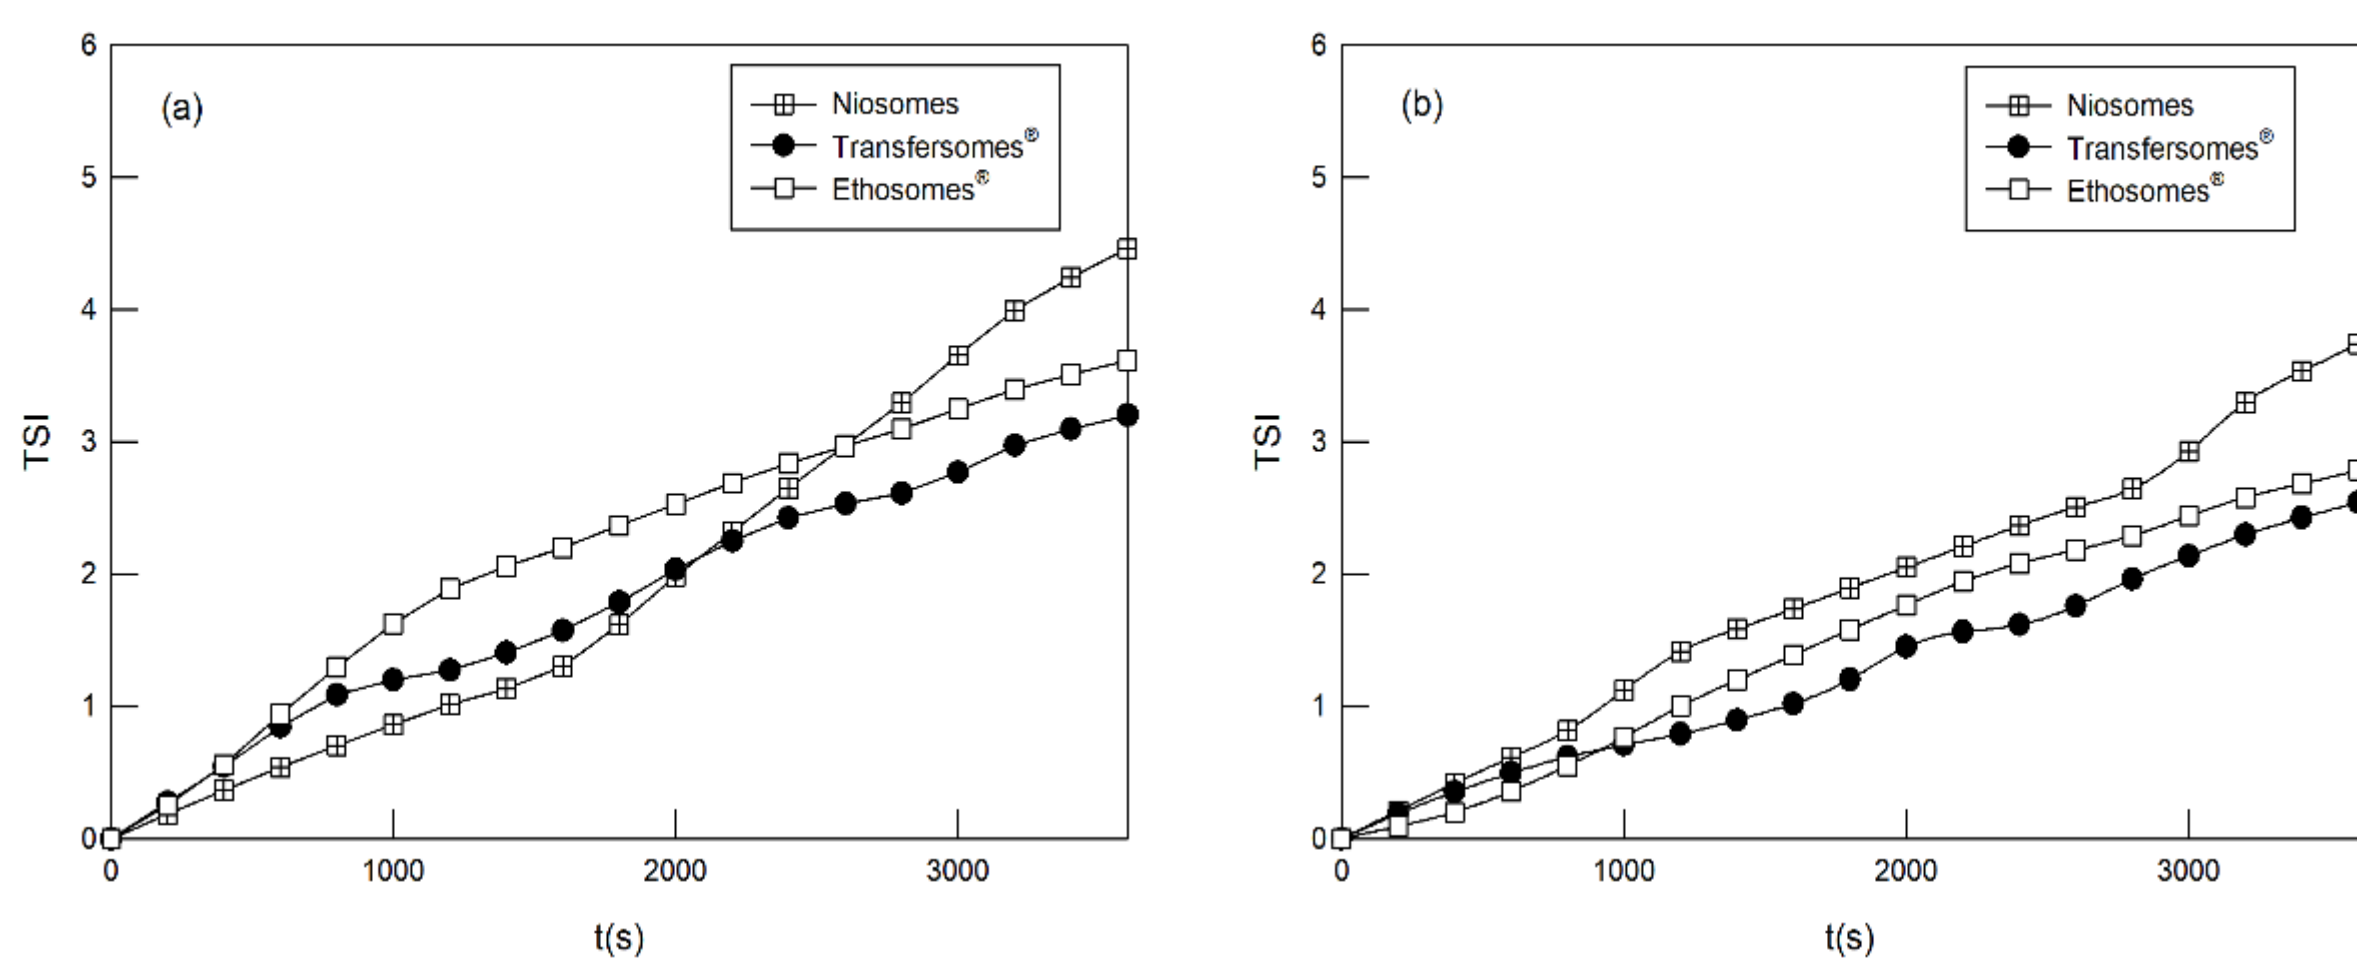 (a)
Niosomes
Transfersomes®
Ethosomes®
6
5
4
3
2
1
0
TSI
0 1000 2000 3000
t(s)
(b)
Niosomes
Transfersomes®
Ethosomes®
6
5
4
3
2
1
0
TSI
0 1000 2000 3000
t(s)